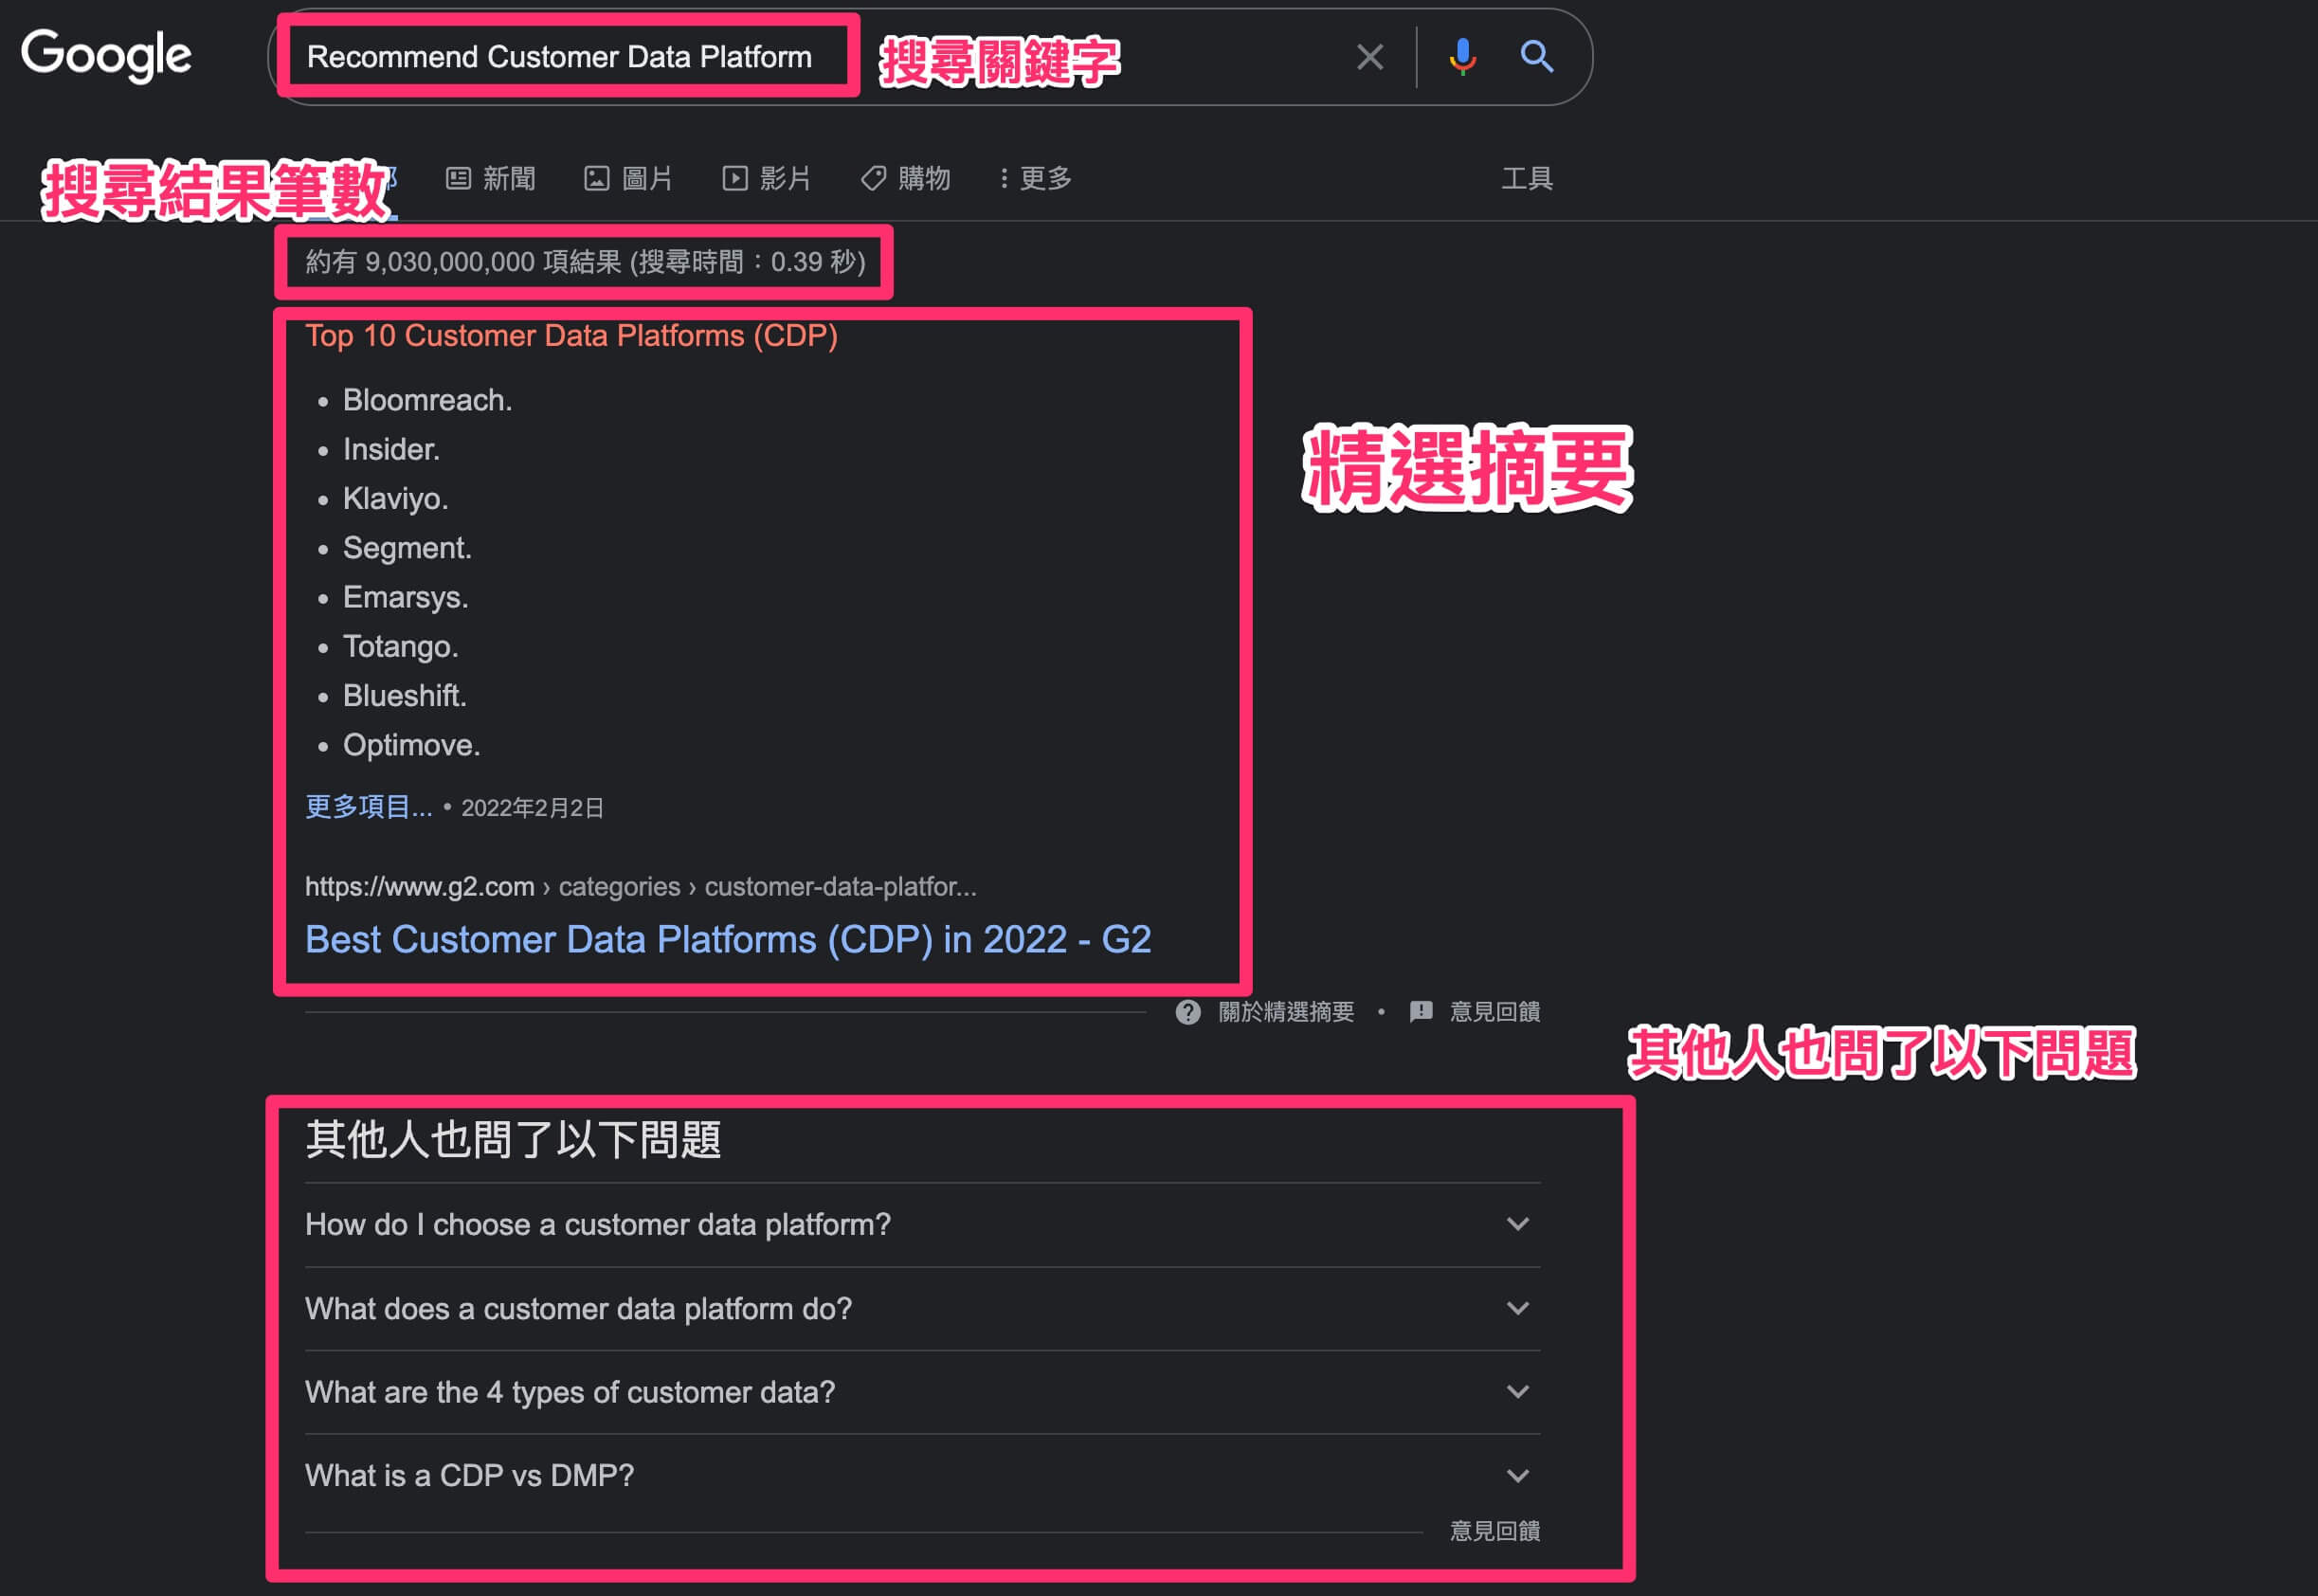 Google
Recommend Customer Data Platform
搜尋關鍵字
搜尋結果筆數
新聞
圖片
影片
購物
更多
工具
約有 9,030,000,000 項結果 (搜尋時間：0.39 秒)
Top 10 Customer Data Platforms (CDP)
• Bloomreach.
• Insider.
• Klaviyo.
• Segment.
• Emarsys.
• Totango.
• Blueshift.
• Optimove.
精選摘要
更多項目... • 2022年2月2日
https://www.g2.com › categories › customer-data-platfor...
Best Customer Data Platforms (CDP) in 2022 - G2
關於精選摘要 • 意見回饋
其他人也問了以下問題
其他人也問了以下問題
How do I choose a customer data platform?
What does a customer data platform do?
What are the 4 types of customer data?
What is a CDP vs DMP?
意見回饋